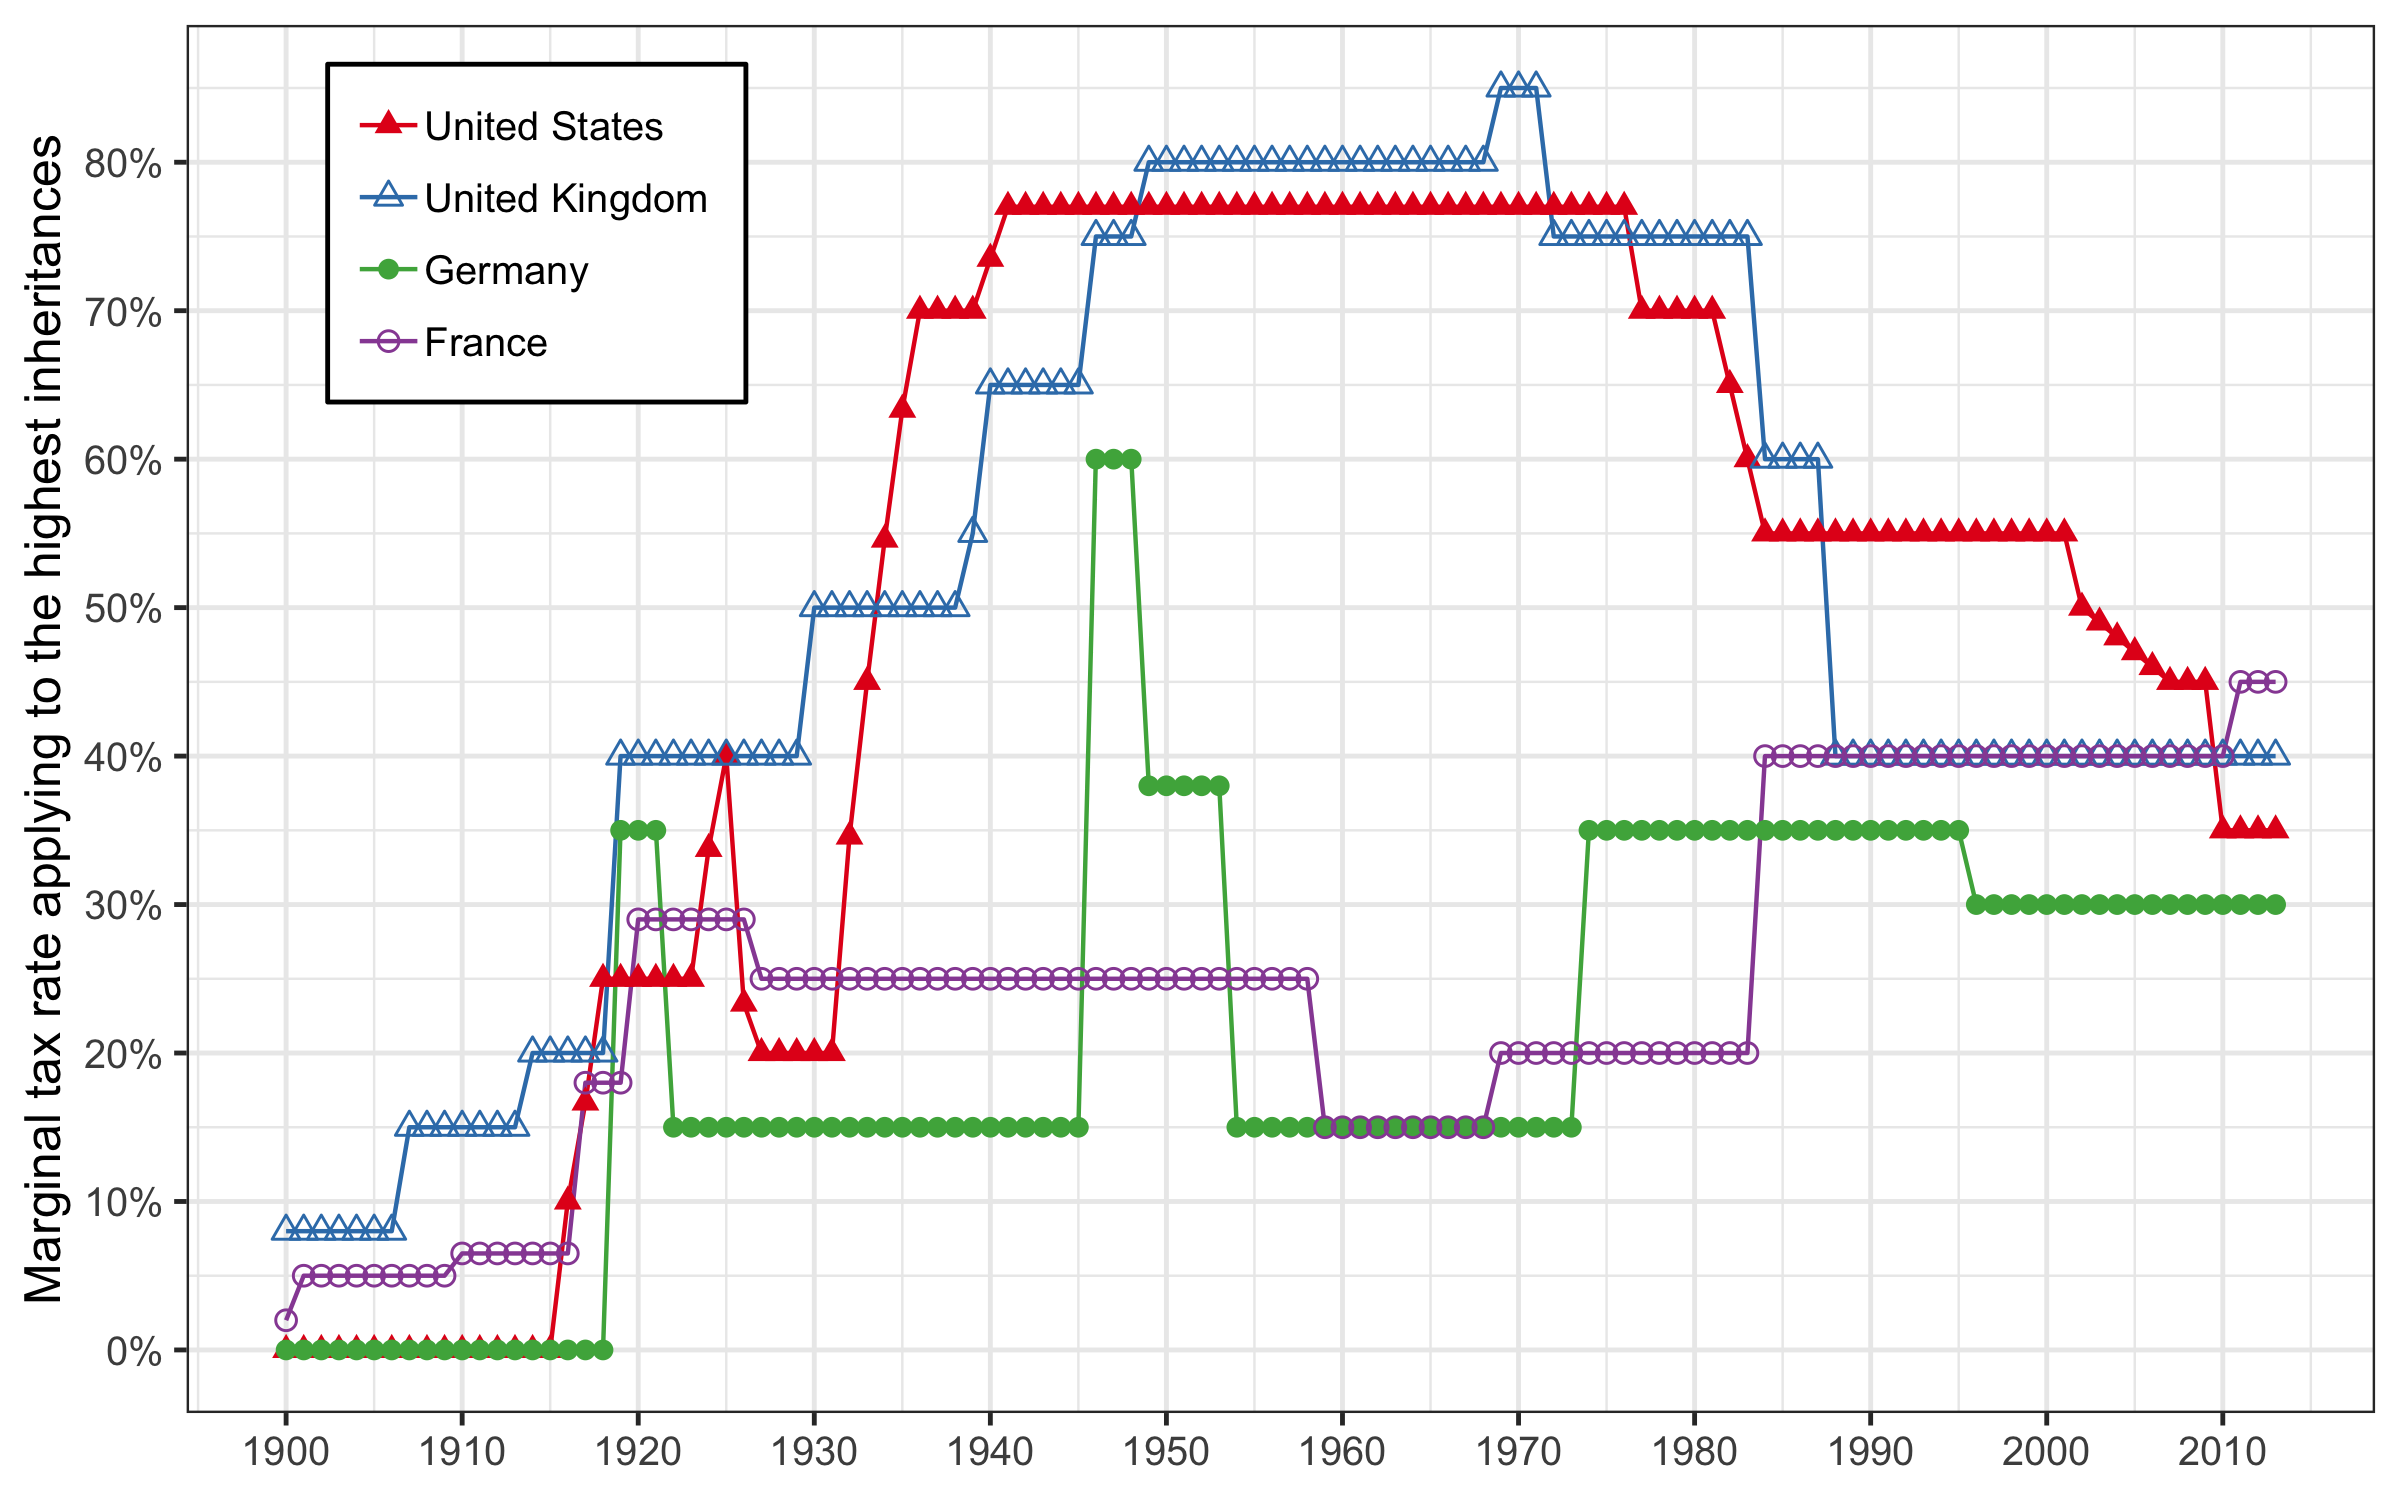 Marginal tax rate applying to the highest inheritances
United States
United Kingdom
Germany
France
80%
70%
60%
50%
40%
30%
20%
10%
0%
1900 1910 1920 1930 1940 1950 1960 1970 1980 1990 2000 2010